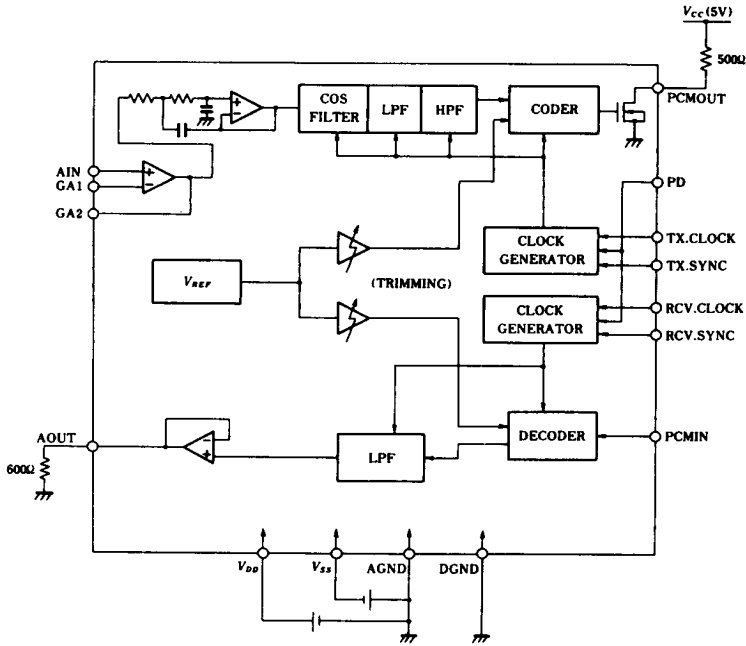 VCC(5V)
500Ω
PCMOUT
COS
FILTER
LPF
HPF
CODER
AIN
GA1
GA2
PD
CLOCK
GENERATOR
TX.CLOCK
TX.SYNC
VREF
(TRIMMING)
CLOCK
GENERATOR
RCV.CLOCK
RCV.SYNC
AOUT
600Ω
LPF
DECODER
PCMIN
VDD
VSS
AGND
DGND